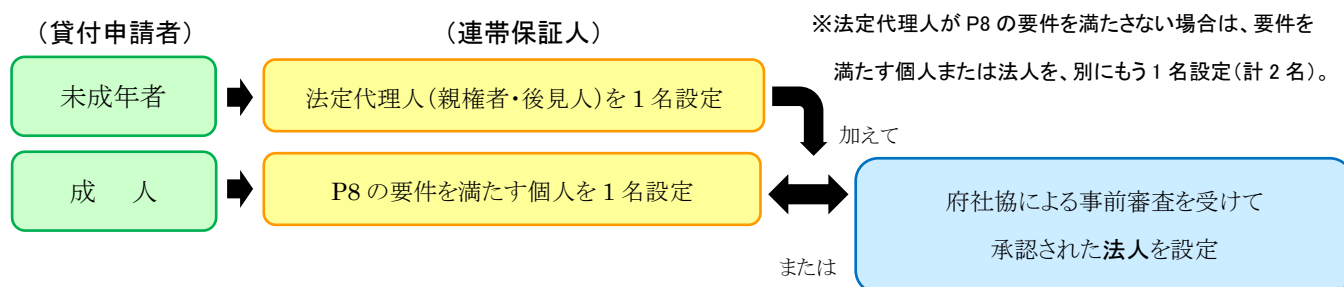 （貸付申請者）
（連帯保証人）
※法定代理人が P8 の要件を満たさない場合は、要件を
満たす個人または法人を、別にもう 1 名設定（計 2 名）。
未成年者
法定代理人（親権者・後見人）を 1 名設定
加えて
成　人
P8 の要件を満たす個人を 1 名設定
府社協による事前審査を受けて
承認された法人を設定
または